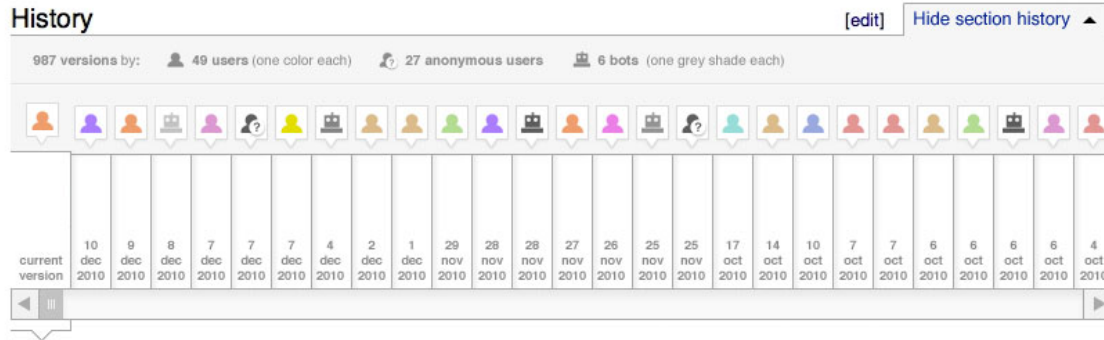 History [edit] Hide section history
987 versions by: 49 users (one color each) 27 anonymous users 6 bots (one grey shade each)
current version
10 dec 2010
9 dec 2010
8 dec 2010
7 dec 2010
7 dec 2010
7 dec 2010
4 dec 2010
2 dec 2010
1 dec 2010
29 nov 2010
28 nov 2010
28 nov 2010
27 nov 2010
26 nov 2010
25 nov 2010
25 nov 2010
17 oct 2010
14 oct 2010
10 oct 2010
7 oct 2010
7 oct 2010
6 oct 2010
6 oct 2010
6 oct 2010
6 oct 2010
4 oct 2010